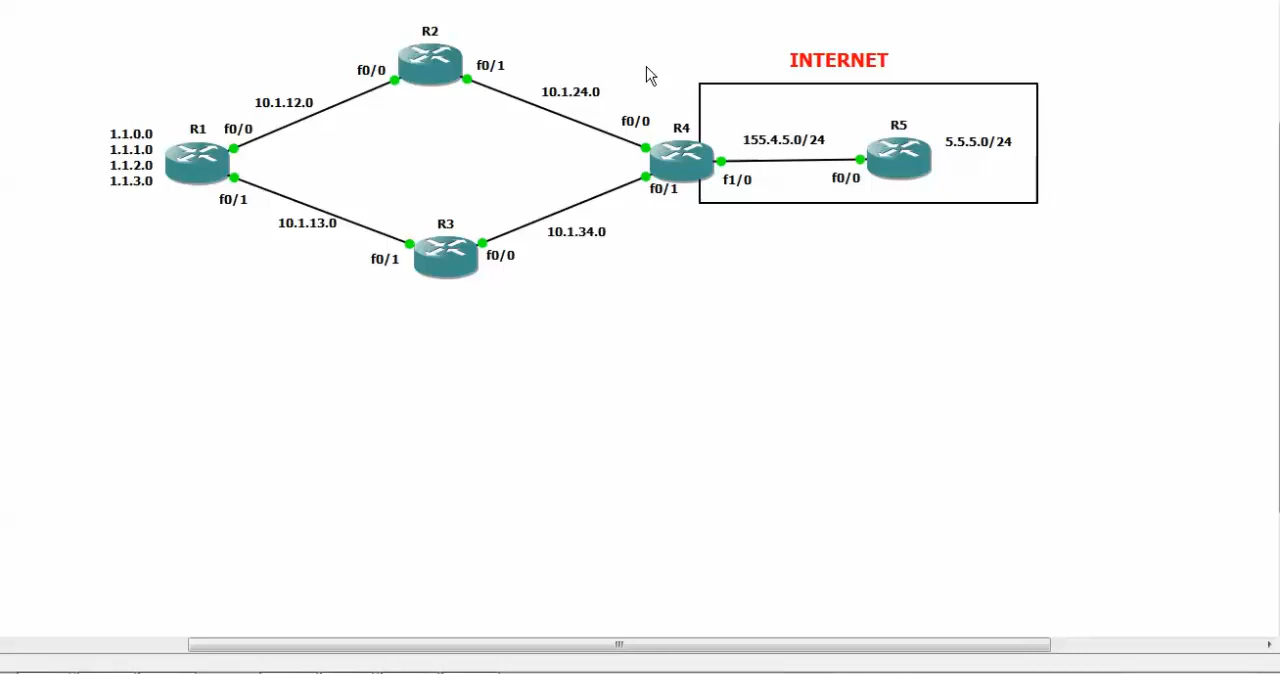 R2
f0/0
f0/1
INTERNET
10.1.12.0
10.1.24.0
1.1.0.0
1.1.1.0
1.1.2.0
1.1.3.0
R1
f0/0
f0/0
R4
155.4.5.0/24
R5
5.5.5.0/24
f0/1
f0/1
f1/0
f0/0
10.1.13.0
R3
10.1.34.0
f0/1
f0/0